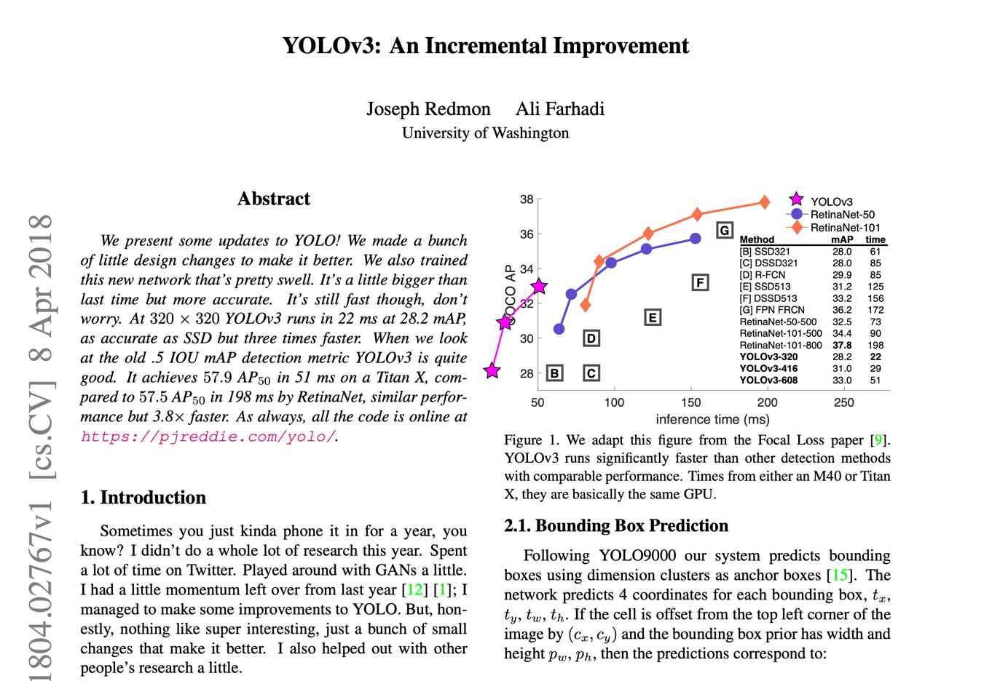 YOLOv3: An Incremental Improvement
Joseph Redmon Ali Farhadi
University of Washington
1804.02767v1 [cs.CV] 8 Apr 2018
Abstract
We present some updates to YOLO! We made a bunch
of little design changes to make it better. We also trained
this new network that's pretty swell. It's a little bigger than
last time but more accurate. It's still fast though, don't
worry. At 320 × 320 YOLOv3 runs in 22 ms at 28.2 mAP,
as accurate as SSD but three times faster. When we look
at the old .5 IOU mAP detection metric YOLOv3 is quite
good. It achieves 57.9 AP₅₀ in 51 ms on a Titan X, com-
pared to 57.5 AP₅₀ in 198 ms by RetinaNet, similar perfor-
mance but 3.8× faster. As always, all the code is online at
https://pjreddie.com/yolo/.
1. Introduction
Sometimes you just kinda phone it in for a year, you
know? I didn't do a whole lot of research this year. Spent
a lot of time on Twitter. Played around with GANs a little.
I had a little momentum left over from last year [12] [1]; I
managed to make some improvements to YOLO. But, hon-
estly, nothing like super interesting, just a bunch of small
changes that make it better. I also helped out with other
people's research a little.
38
36
34
32
30
28
COCO AP
50 100 150 200 250
inference time (ms)
B
C
D
E
F
G
YOLOv3
RetinaNet-50
RetinaNet-101
Method mAP time
[B] SSD321 28.0 61
[C] DSSD321 28.0 85
[D] R-FCN 29.9 85
[E] SSD513 31.2 125
[F] DSSD513 33.2 156
[G] FPN FRCN 36.2 172
RetinaNet-50-500 32.5 73
RetinaNet-101-500 34.4 90
RetinaNet-101-800 37.8 198
YOLOv3-320 28.2 22
YOLOv3-416 31.0 29
YOLOv3-608 33.0 51
Figure 1. We adapt this figure from the Focal Loss paper [9].
YOLOv3 runs significantly faster than other detection methods
with comparable performance. Times from either an M40 or Titan
X, they are basically the same GPU.
2.1. Bounding Box Prediction
Following YOLO9000 our system predicts bounding
boxes using dimension clusters as anchor boxes [15]. The
network predicts 4 coordinates for each bounding box, tₓ,
t_y, t_w, t_h. If the cell is offset from the top left corner of the
image by (cₓ, c_y) and the bounding box prior has width and
height p_w, p_h, then the predictions correspond to: